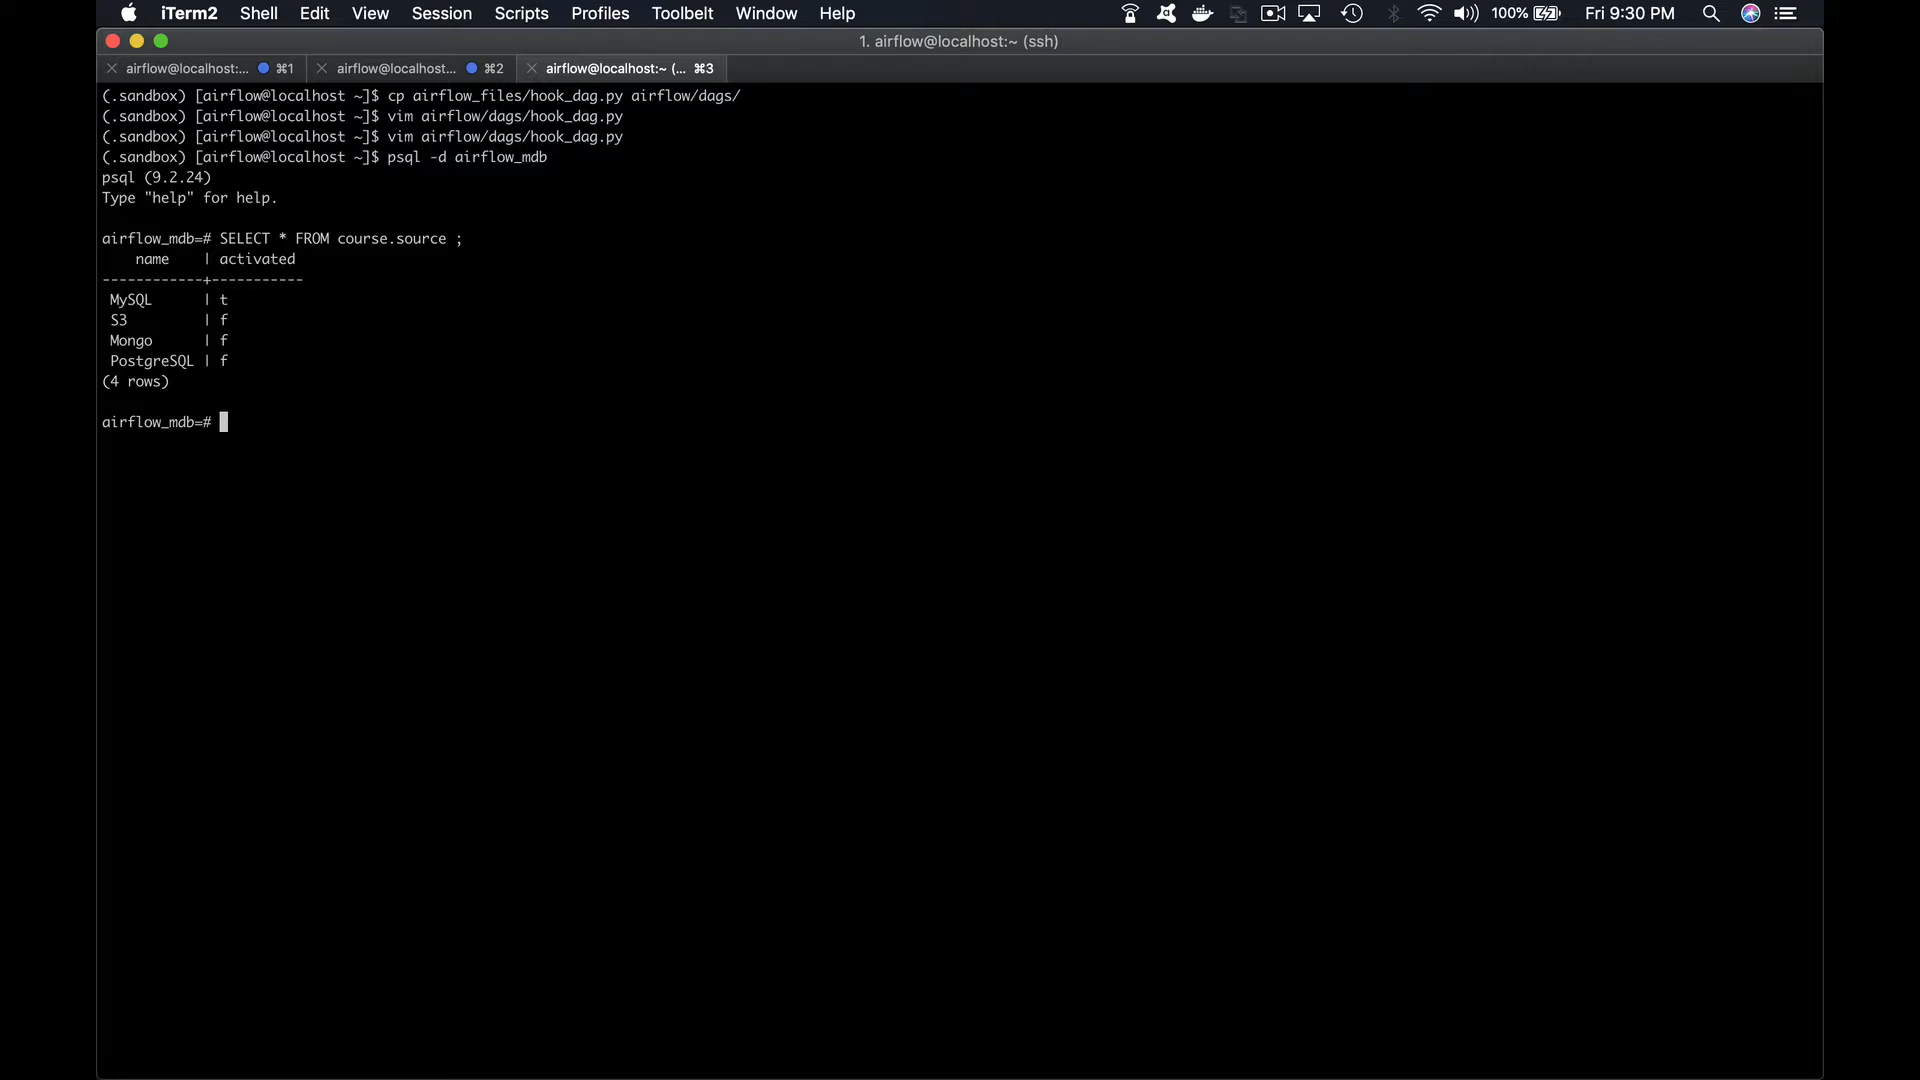 iTerm2 Shell Edit View Session Scripts Profiles Toolbelt Window Help 100% Fri 9:30 PM
1. airflow@localhost:~ (ssh)
airflow@localhost:... ⌘1 airflow@localhost... ⌘2 airflow@localhost:~ (... ⌘3
(.sandbox) [airflow@localhost ~]$ cp airflow_files/hook_dag.py airflow/dags/
(.sandbox) [airflow@localhost ~]$ vim airflow/dags/hook_dag.py
(.sandbox) [airflow@localhost ~]$ vim airflow/dags/hook_dag.py
(.sandbox) [airflow@localhost ~]$ psql -d airflow_mdb
psql (9.2.24)
Type "help" for help.
airflow_mdb=# SELECT * FROM course.source ;
    name    | activated
------------+-----------
 MySQL      | t
 S3         | f
 Mongo      | f
 PostgreSQL | f
(4 rows)
airflow_mdb=#